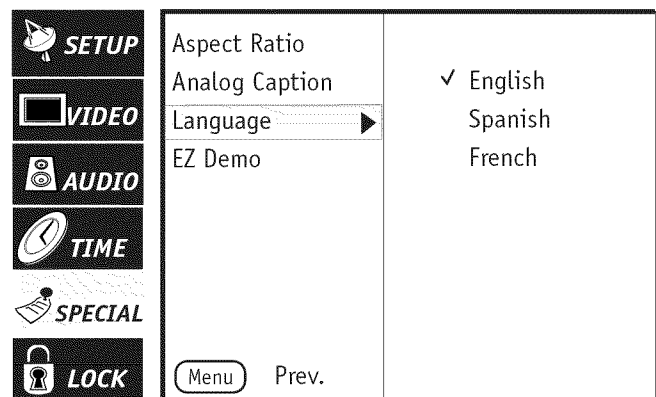 SETUP
VIDEO
AUDIO
TIME
SPECIAL
LOCK
Aspect Ratio
Analog Caption
Language
EZ Demo
Menu Prev.
✓ English
Spanish
French